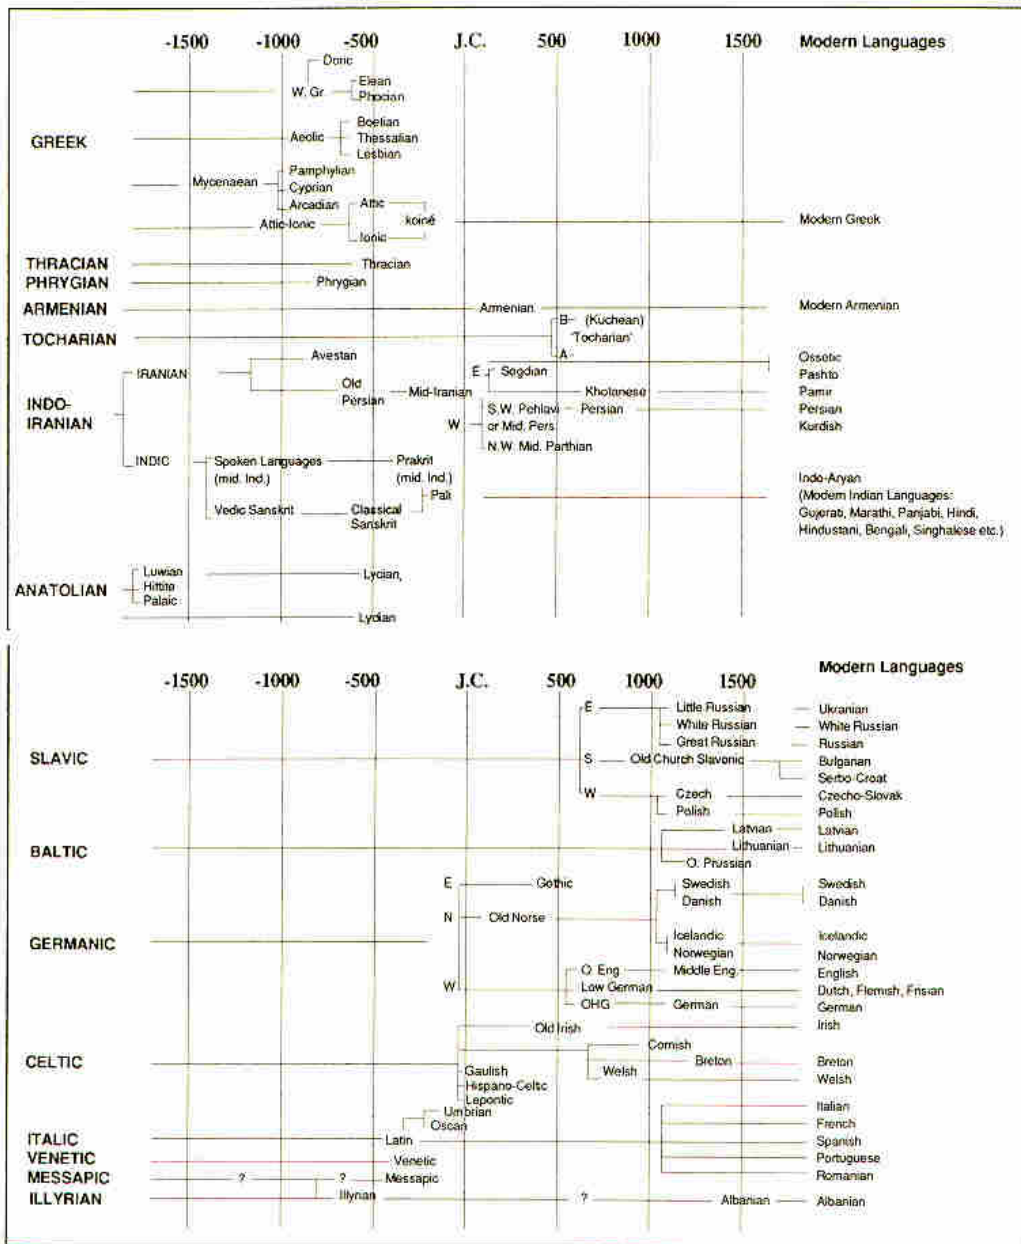 -1500 -1000 -500 J.C. 500 1000 1500 Modern Languages
Doric
W. Gr Elean
Phocian
GREEK
Aeolic Boetian
Thessalian
Lesbian
Mycenaean Pamphylian
Cyprian
Arcadian
Attic-Ionic Attic
koiné Modern Greek
Ionic
THRACIAN Thracian
PHRYGIAN Phrygian
ARMENIAN Armenian Modern Armenian
TOCHARIAN B (Kuchean)
'Tocharian'
A
INDO-
IRANIAN
IRANIAN Avestan
Old
Persian Mid-Iranian
E Sogdian
Khotanese
W S.W. Pehlavi Persian
or Mid. Pers.
N.W. Mid. Parthian
Ossetic
Pashto
Pamir
Persian
Kurdish
INDIC Spoken Languages Prakrit
(mid. Ind.) (mid. Ind.)
Pali
Vedic Sanskrit Classical
Sanskrit
Indo-Aryan
(Modern Indian Languages:
Gujerati, Marathi, Panjabi, Hindi,
Hindustani, Bengali, Singhalese etc.)
ANATOLIAN Luwian Lycian,
Hittite
Palaic
Lydian
Modern Languages
-1500 -1000 -500 J.C. 500 1000 1500
SLAVIC
E Little Russian Ukranian
White Russian White Russian
Great Russian Russian
S Old Church Slavonic Bulgarian
Serbo-Croat
W Czech Czecho-Slovak
Polish Polish
BALTIC
Latvian Latvian
Lithuanian Lithuanian
O. Prussian
GERMANIC
E Gothic
N Old Norse
Swedish Swedish
Danish Danish
Icelandic Icelandic
Norwegian Norwegian
W O. Eng Middle Eng. English
Low German Dutch, Flemish, Frisian
OHG German German
CELTIC
Old Irish Irish
Cornish
Breton Breton
Welsh Welsh
Gaulish
Hispano-Celtic
Lepontic
Umbrian
Oscan
ITALIC Latin
Italian
French
Spanish
Portuguese
Romanian
VENETIC Venetic
MESSAPIC ? ? Messapic
ILLYRIAN Illyrian ? Albanian Albanian